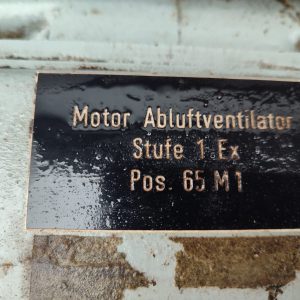 Motor Abluftventilator
Stufe 1 Ex
Pos. 65 M1